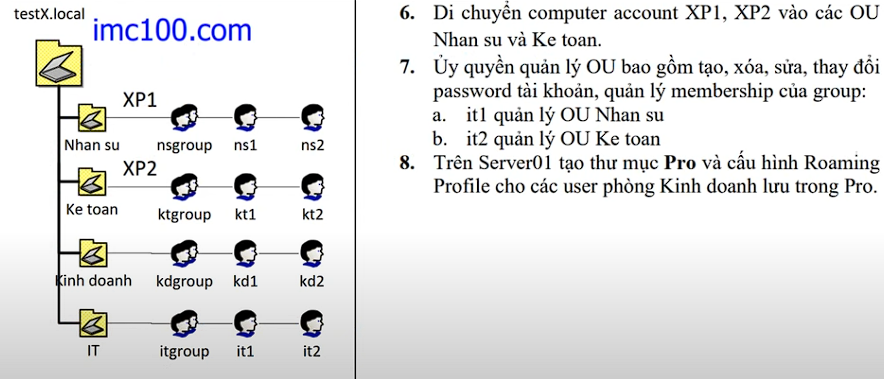 testX.local
imc100.com
XP1
Nhan su nsgroup ns1 ns2
XP2
Ke toan ktgroup kt1 kt2
Kinh doanh kdgroup kd1 kd2
IT itgroup it1 it2
6. Di chuyển computer account XP1, XP2 vào các OU
Nhan su và Ke toan.
7. Ủy quyền quản lý OU bao gồm tạo, xóa, sửa, thay đổi
password tài khoản, quản lý membership của group:
a. it1 quản lý OU Nhan su
b. it2 quản lý OU Ke toan
8. Trên Server01 tạo thư mục Pro và cấu hình Roaming
Profile cho các user phòng Kinh doanh lưu trong Pro.